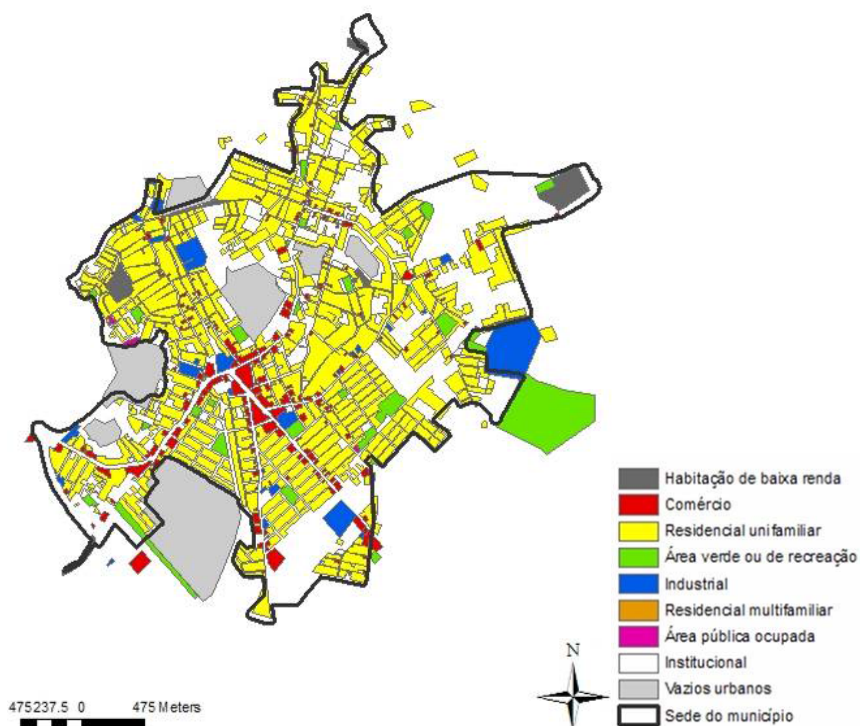 Habitação de baixa renda
Comércio
Residencial unifamiliar
Área verde ou de recreação
Industrial
Residencial multifamiliar
Área pública ocupada
Institucional
Vazios urbanos
Sede do município
N
475237.5 0 475 Meters